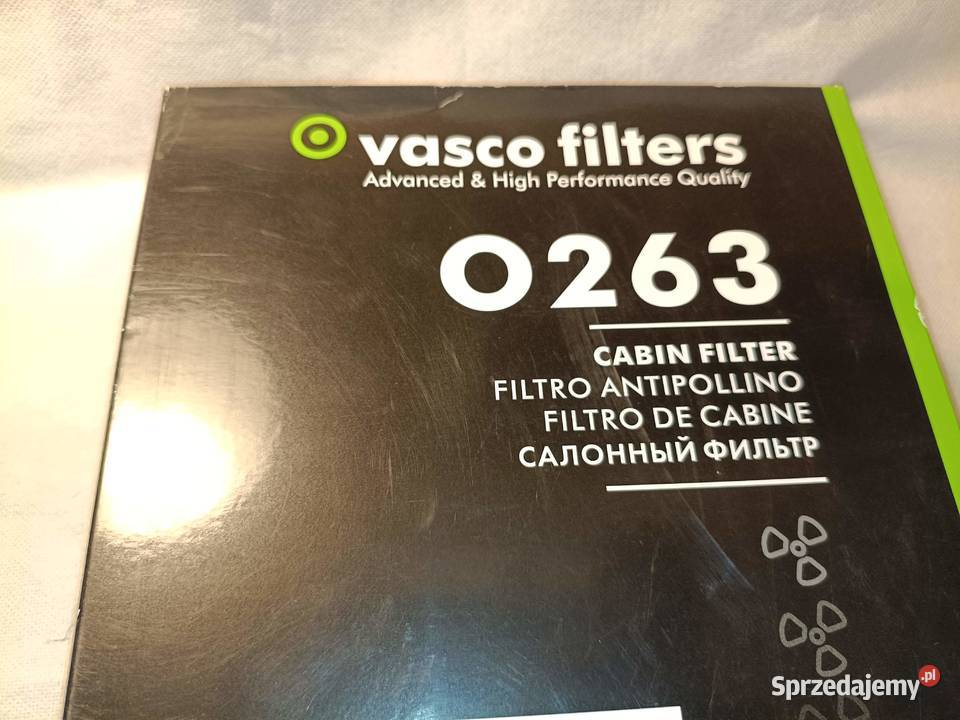 vasco filters
Advanced & High Performance Quality
O263
CABIN FILTER
FILTRO ANTIPOLLINO
FILTRO DE CABINE
САЛОННЫЙ ФИЛЬТР
Sprzedajemy.pl